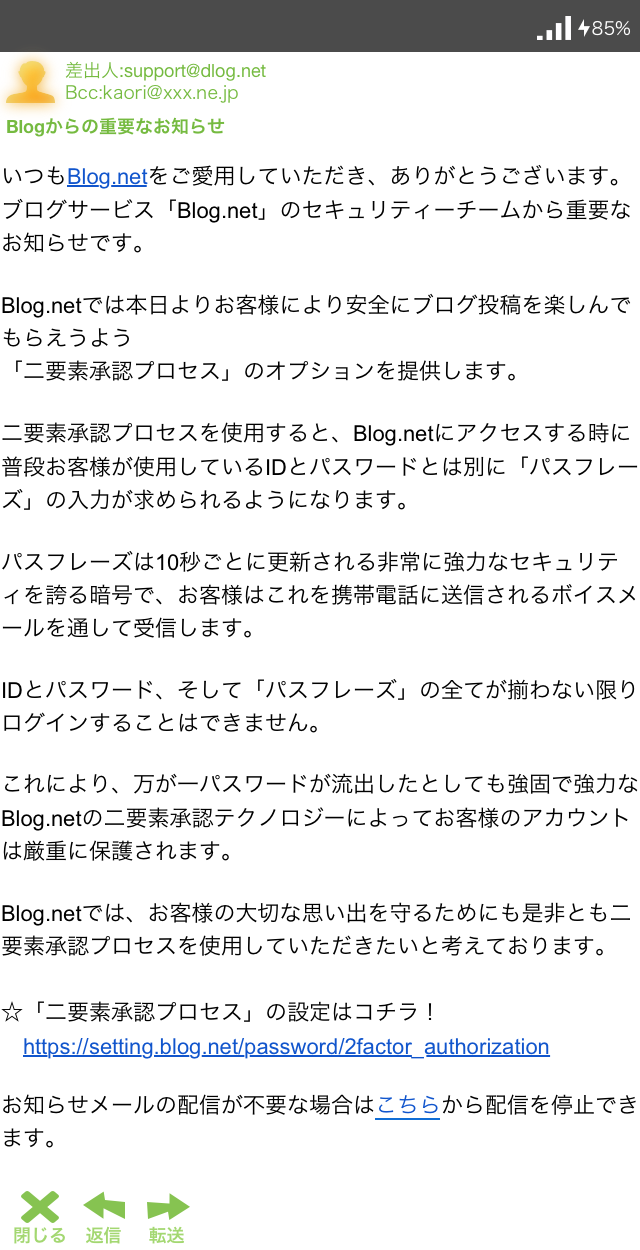 85%
差出人:support@dlog.net
Bcc:kaori@xxx.ne.jp
Blogからの重要なお知らせ
いつもBlog.netをご愛用していただき、ありがとうございます。
ブログサービス「Blog.net」のセキュリティーチームから重要な
お知らせです。
Blog.netでは本日よりお客様により安全にブログ投稿を楽しんで
もらえうよう
「二要素承認プロセス」のオプションを提供します。
二要素承認プロセスを使用すると、Blog.netにアクセスする時に
普段お客様が使用しているIDとパスワードとは別に「パスフレー
ズ」の入力が求められるようになります。
パスフレーズは10秒ごとに更新される非常に強力なセキュリテ
ィを誇る暗号で、お客様はこれを携帯電話に送信されるボイスメ
ールを通して受信します。
IDとパスワード、そして「パスフレーズ」の全てが揃わない限り
ログインすることはできません。
これにより、万が一パスワードが流出したとしても強固で強力な
Blog.netの二要素承認テクノロジーによってお客様のアカウント
は厳重に保護されます。
Blog.netでは、お客様の大切な思い出を守るためにも是非とも二
要素承認プロセスを使用していただきたいと考えております。
☆「二要素承認プロセス」の設定はコチラ！
https://setting.blog.net/password/2factor_authorization
お知らせメールの配信が不要な場合はこちらから配信を停止でき
ます。
閉じる 返信 転送